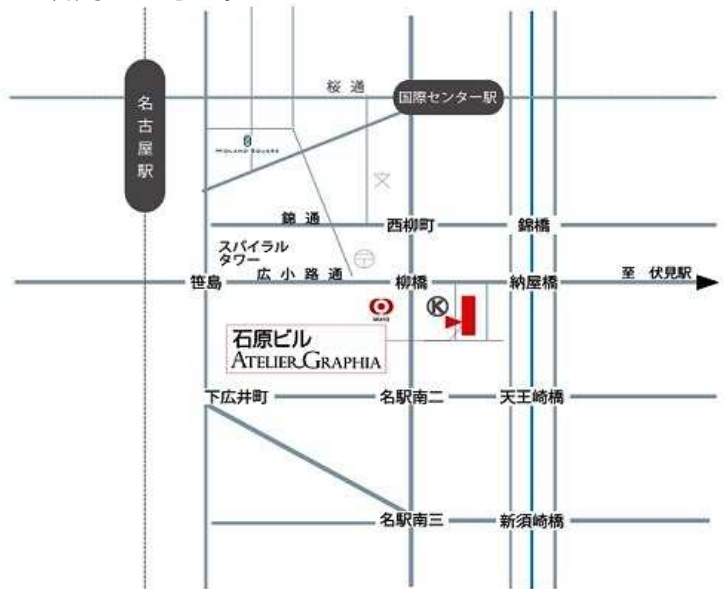 名古屋駅
桜通
国際センター駅
MIDLAND SQUARE
錦通
西柳町
錦橋
スパイラル
タワー
広小路通
至 伏見駅
笹島
柳橋
納屋橋
K
石原ビル
ATELIER GRAPHIA
下広井町
名駅南二
天王崎橋
名駅南三
新須崎橋